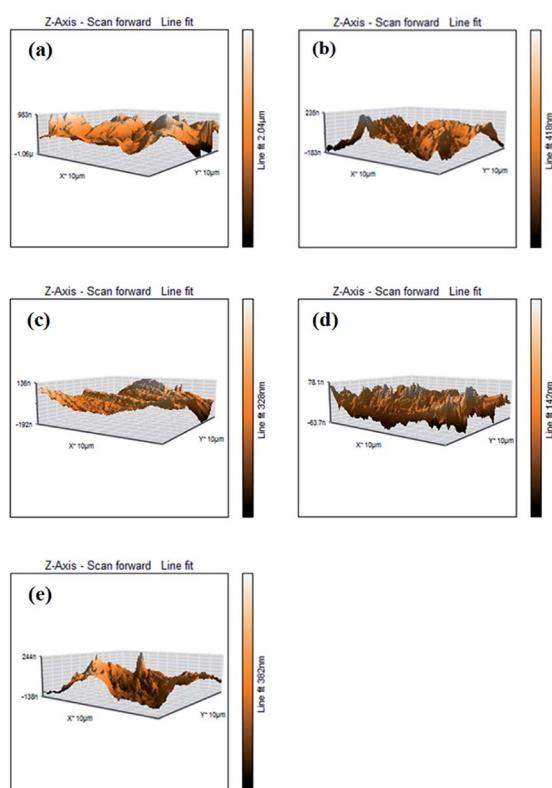 Z-Axis - Scan forward Line fit
(a)
983n
-1.06µ
X* 10µm
Y* 10µm
Line fit 2.04µm
Z-Axis - Scan forward Line fit
(b)
235n
-183n
X* 10µm
Y* 10µm
Line fit 418nm
Z-Axis - Scan forward Line fit
(c)
136n
-192n
X* 10µm
Y* 10µm
Line fit 328nm
Z-Axis - Scan forward Line fit
(d)
78.1n
-63.7n
X* 10µm
Y* 10µm
Line fit 142nm
Z-Axis - Scan forward Line fit
(e)
244n
-138n
X* 10µm
Y* 10µm
Line fit 382nm